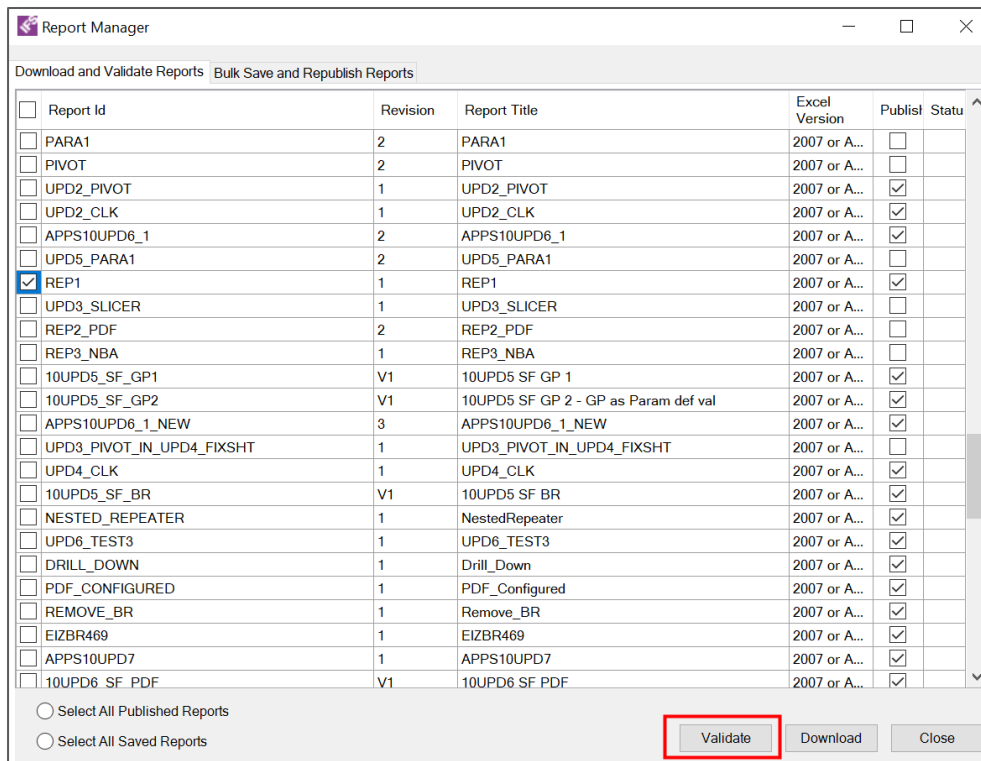 IFS Report Manager
Download and Validate Reports Bulk Save and Republish Reports
Report Id Revision Report Title Excel Version Publish Statu
PARA1 2 PARA1 2007 or A...
PIVOT 2 PIVOT 2007 or A...
UPD2_PIVOT 1 UPD2_PIVOT 2007 or A...
UPD2_CLK 1 UPD2_CLK 2007 or A...
APPS10UPD6_1 2 APPS10UPD6_1 2007 or A...
UPD5_PARA1 2 UPD5_PARA1 2007 or A...
REP1 1 REP1 2007 or A...
UPD3_SLICER 1 UPD3_SLICER 2007 or A...
REP2_PDF 2 REP2_PDF 2007 or A...
REP3_NBA 1 REP3_NBA 2007 or A...
10UPD5_SF_GP1 V1 10UPD5 SF GP 1 2007 or A...
10UPD5_SF_GP2 V1 10UPD5 SF GP 2 - GP as Param def val 2007 or A...
APPS10UPD6_1_NEW 3 APPS10UPD6_1_NEW 2007 or A...
UPD3_PIVOT_IN_UPD4_FIXSHT 1 UPD3_PIVOT_IN_UPD4_FIXSHT 2007 or A...
UPD4_CLK 1 UPD4_CLK 2007 or A...
10UPD5_SF_BR V1 10UPD5 SF BR 2007 or A...
NESTED_REPEATER 1 NestedRepeater 2007 or A...
UPD6_TEST3 1 UPD6_TEST3 2007 or A...
DRILL_DOWN 1 Drill_Down 2007 or A...
PDF_CONFIGURED 1 PDF_Configured 2007 or A...
REMOVE_BR 1 Remove_BR 2007 or A...
EIZBR469 1 EIZBR469 2007 or A...
APPS10UPD7 1 APPS10UPD7 2007 or A...
10UPD6_SF_PDF V1 10UPD6 SF PDF 2007 or A...
Select All Published Reports
Select All Saved Reports
Validate Download Close